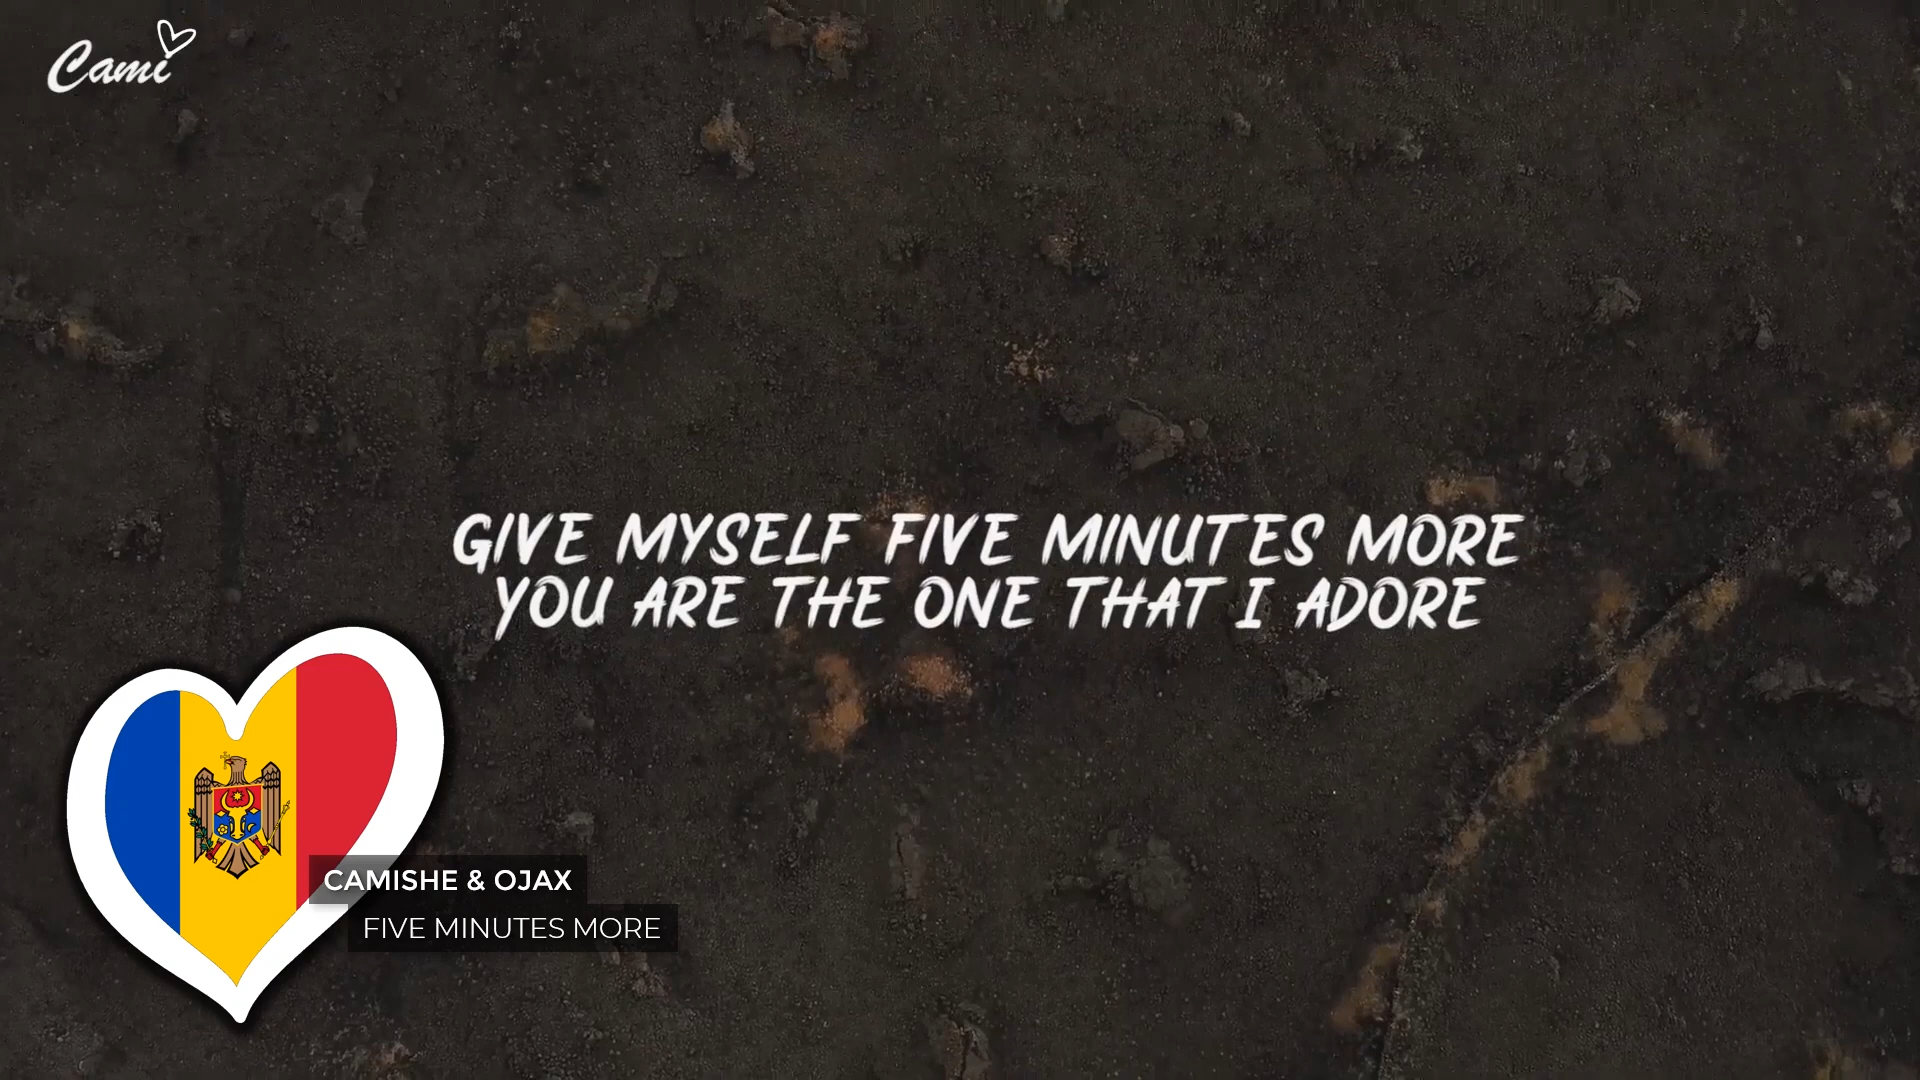 Cami
GIVE MYSELF FIVE MINUTES MORE
YOU ARE THE ONE THAT I ADORE
CAMISHE & OJAX
FIVE MINUTES MORE